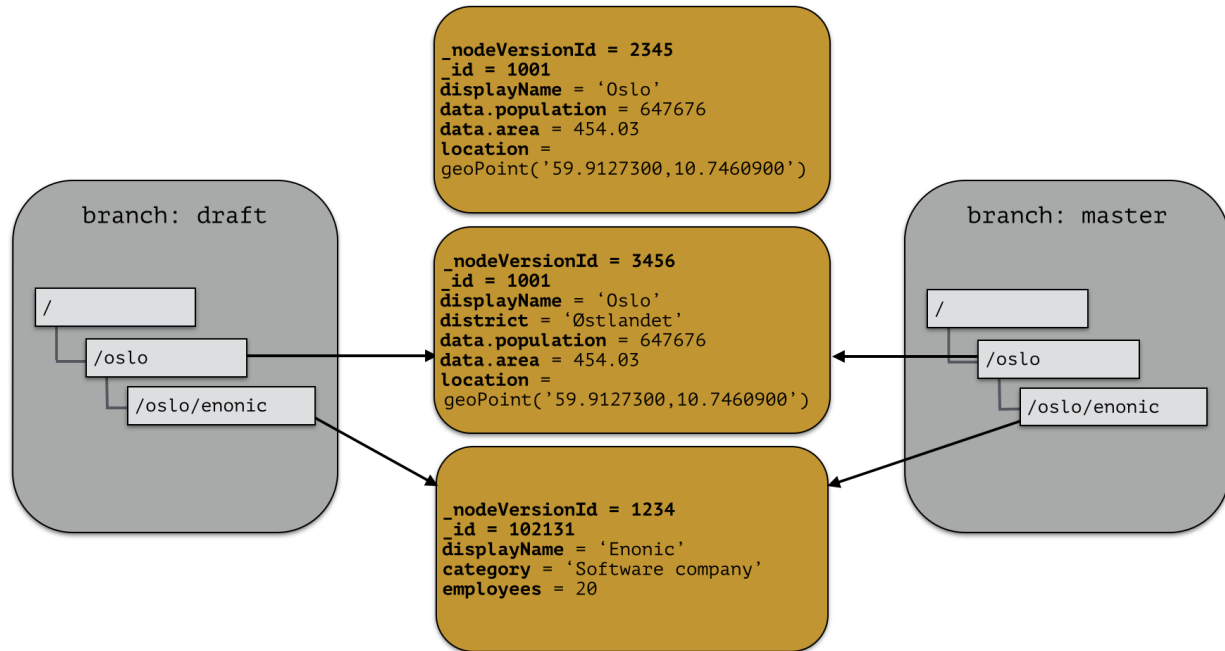 _nodeVersionId = 2345
_id = 1001
displayName = ‘Oslo’
data.population = 647676
data.area = 454.03
location =
geoPoint(’59.9127300,10.7460900’)
branch: draft
/
/oslo
/oslo/enonic
_nodeVersionId = 3456
_id = 1001
displayName = ‘Oslo’
district = ‘Østlandet’
data.population = 647676
data.area = 454.03
location =
geoPoint(’59.9127300,10.7460900’)
branch: master
/
/oslo
/oslo/enonic
_nodeVersionId = 1234
_id = 102131
displayName = ‘Enonic’
category = ‘Software company’
employees = 20